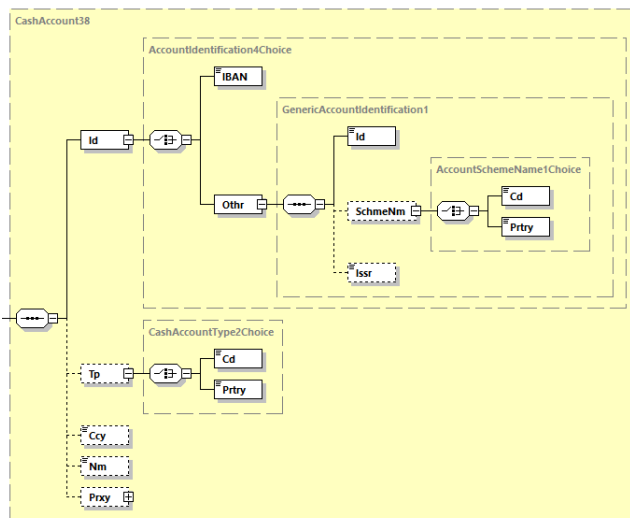 CashAccount38
AccountIdentification4Choice
IBAN
GenericAccountIdentification1
Id
Id
AccountSchemeName1Choice
Cd
Othr
SchmeNm
Prtry
Issr
CashAccountType2Choice
Cd
Tp
Prtry
Ccy
Nm
Prxy